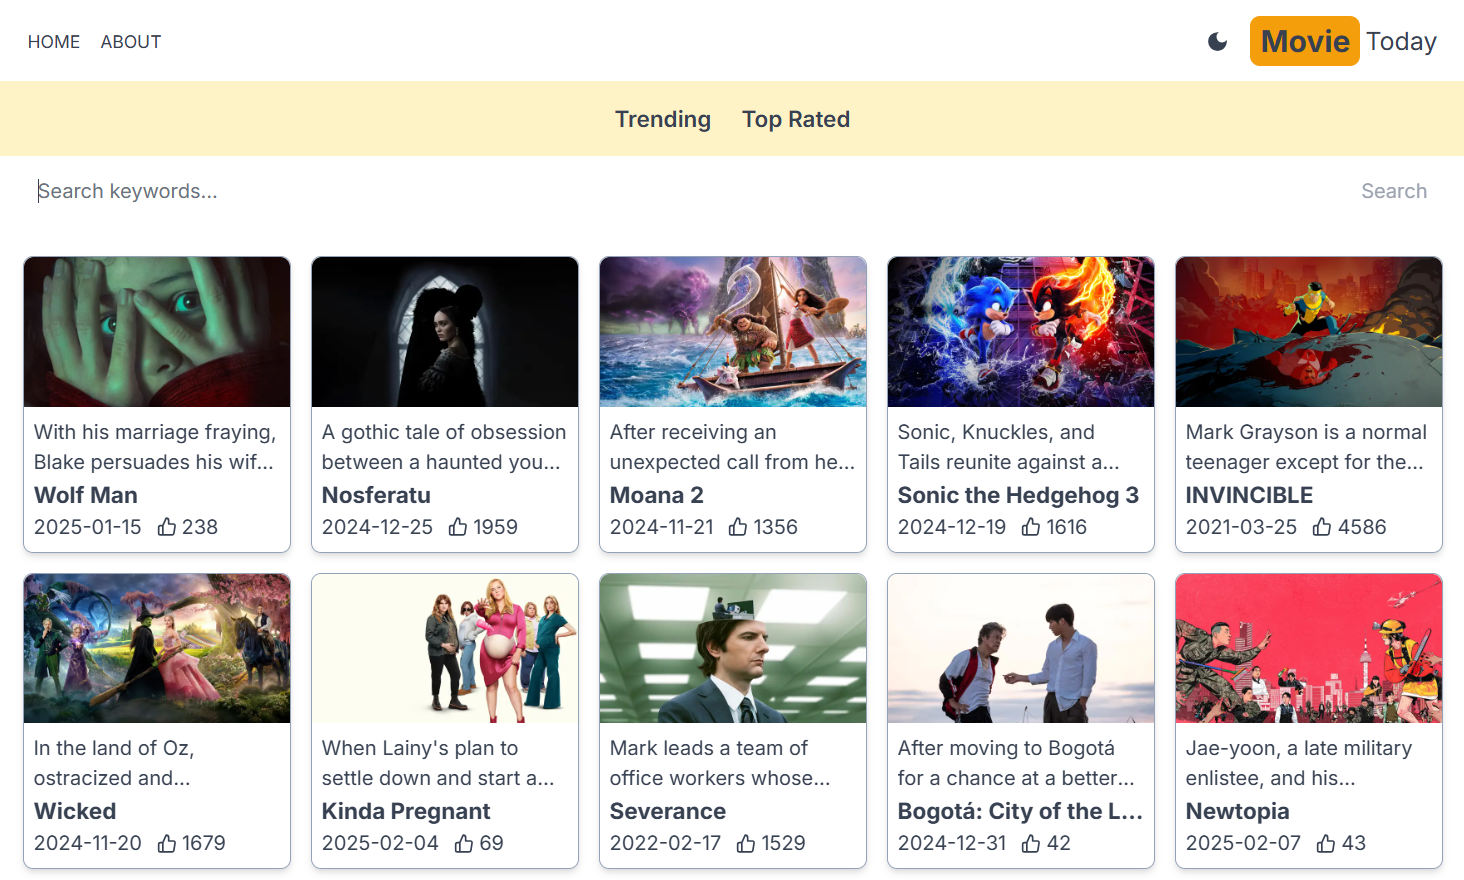 HOME ABOUT Movie Today
Trending Top Rated
Search keywords... Search
With his marriage fraying,
Blake persuades his wif...
Wolf Man
2025-01-15 238
A gothic tale of obsession
between a haunted you...
Nosferatu
2024-12-25 1959
After receiving an
unexpected call from he...
Moana 2
2024-11-21 1356
Sonic, Knuckles, and
Tails reunite against a...
Sonic the Hedgehog 3
2024-12-19 1616
Mark Grayson is a normal
teenager except for the...
INVINCIBLE
2021-03-25 4586
In the land of Oz,
ostracized and...
Wicked
2024-11-20 1679
When Lainy's plan to
settle down and start a...
Kinda Pregnant
2025-02-04 69
Mark leads a team of
office workers whose...
Severance
2022-02-17 1529
After moving to Bogotá
for a chance at a better...
Bogotá: City of the L...
2024-12-31 42
Jae-yoon, a late military
enlistee, and his...
Newtopia
2025-02-07 43